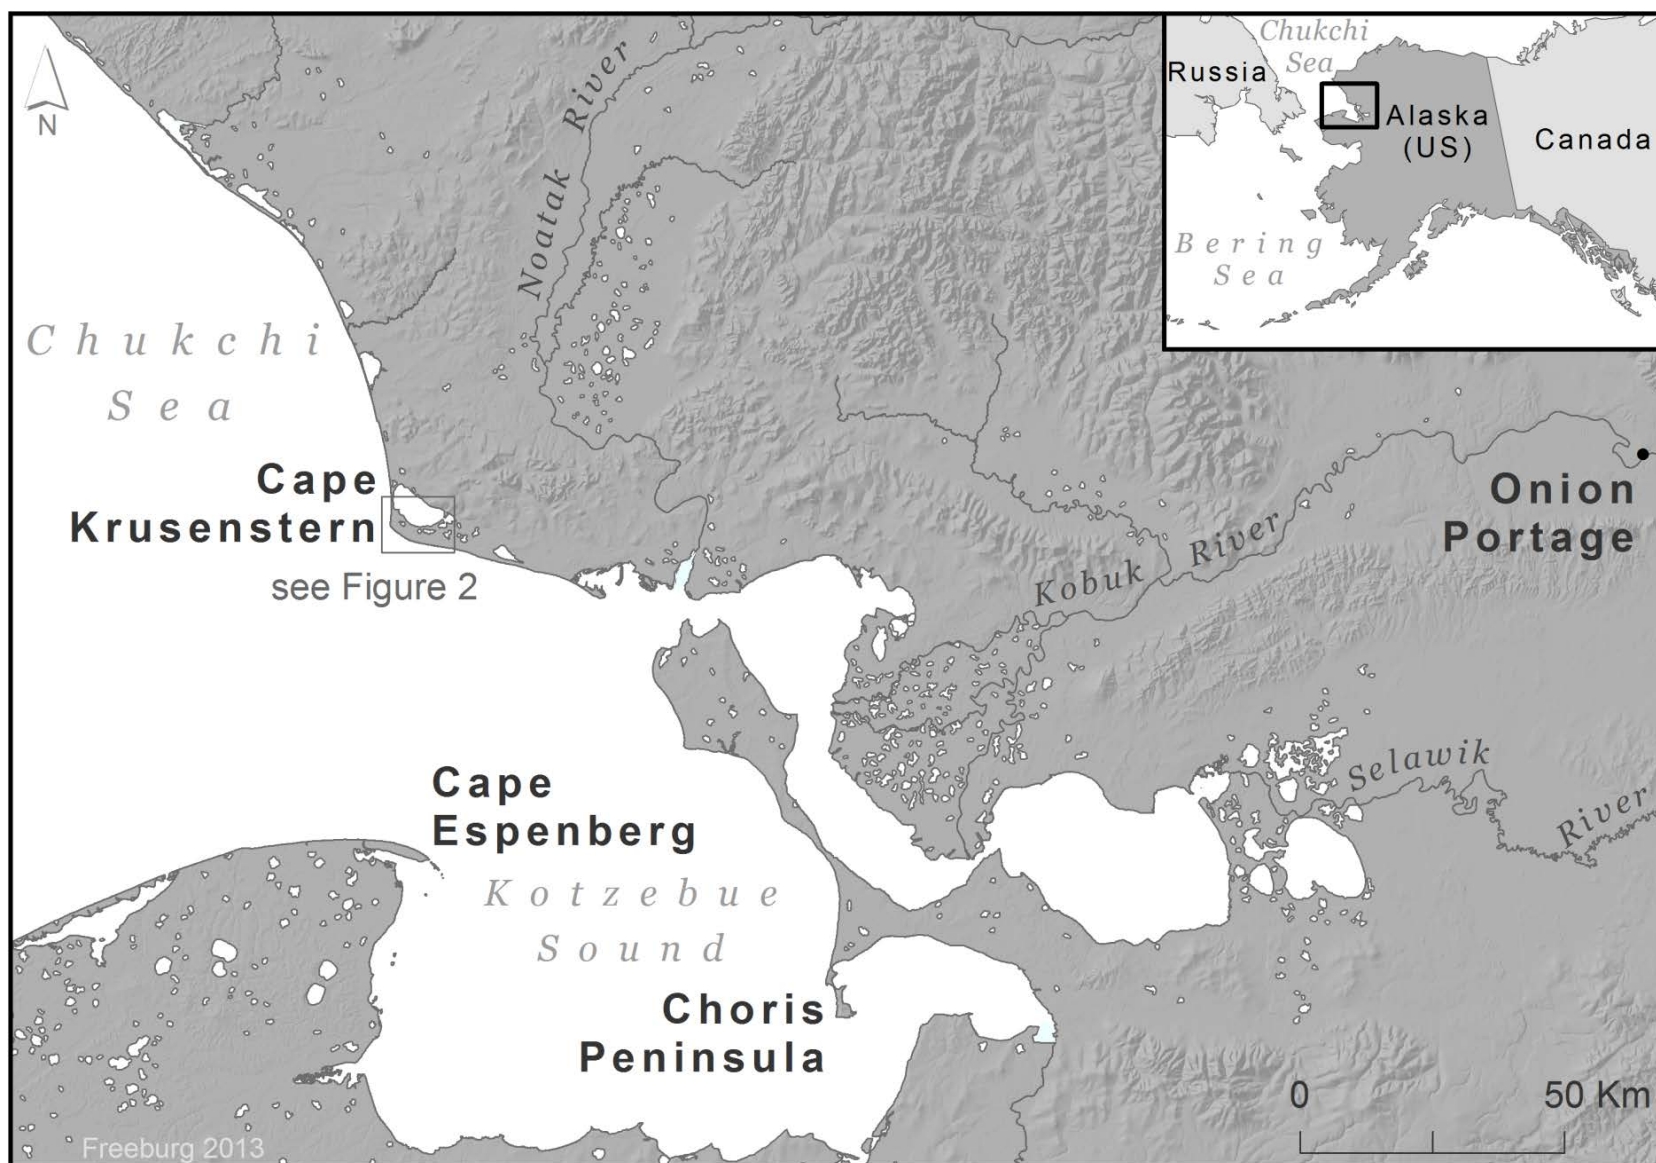 N
Chukchi
Sea
Russia
Alaska
(US)
Canada
Bering
Sea
Noatak River
Chukchi
Sea
Cape
Krusenstern
see Figure 2
Onion
Portage
Kobuk River
Selawik River
Cape
Espenberg
Kotzebue
Sound
Choris
Peninsula
0 50 Km
Freeburg 2013